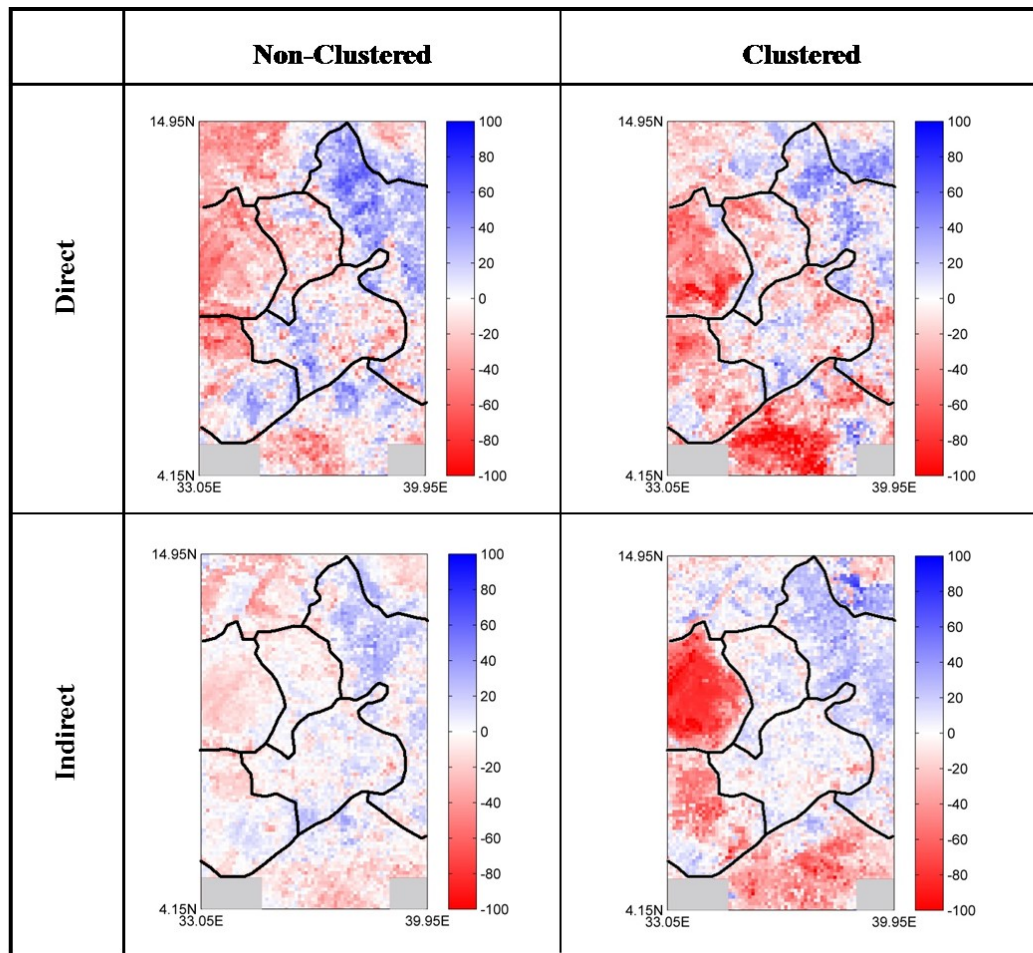 Non-Clustered
Clustered
Direct
14.95N
4.15N
33.05E
39.95E
100
80
60
40
20
0
-20
-40
-60
-80
-100
14.95N
4.15N
33.05E
39.95E
100
80
60
40
20
0
-20
-40
-60
-80
-100
Indirect
14.95N
4.15N
33.05E
39.95E
100
80
60
40
20
0
-20
-40
-60
-80
-100
14.95N
4.15N
33.05E
39.95E
100
80
60
40
20
0
-20
-40
-60
-80
-100